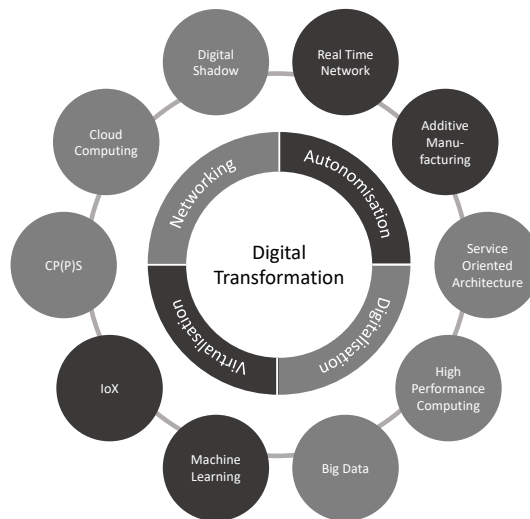 Digital
Shadow
Real Time
Network
Cloud
Computing
Additive
Manu-
facturing
Networking
Autonomisation
CP(P)S
Digital
Transformation
Service
Oriented
Architecture
Virtualisation
Digitalisation
IoX
High
Performance
Computing
Machine
Learning
Big Data